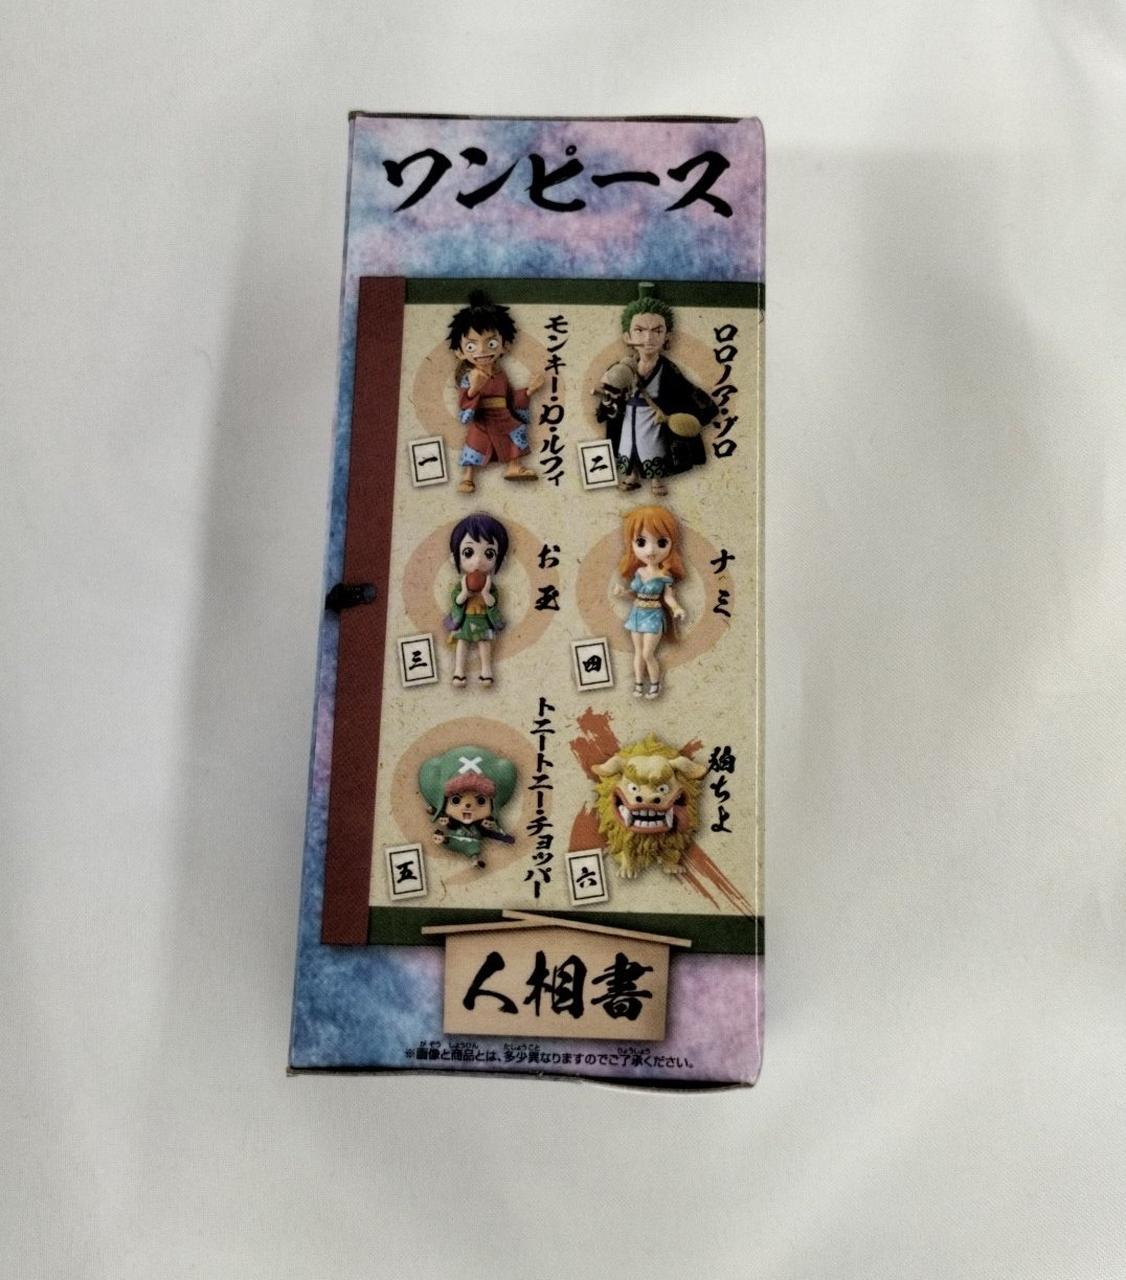 ワンピース
モンキー・D・ルフィ
一
ロロノア・ゾロ
二
お玉
三
ナミ
四
トニートニー・チョッパー
五
狛ちよ
六
人相書
※画像と商品とは、多少異なりますのでご了承ください。